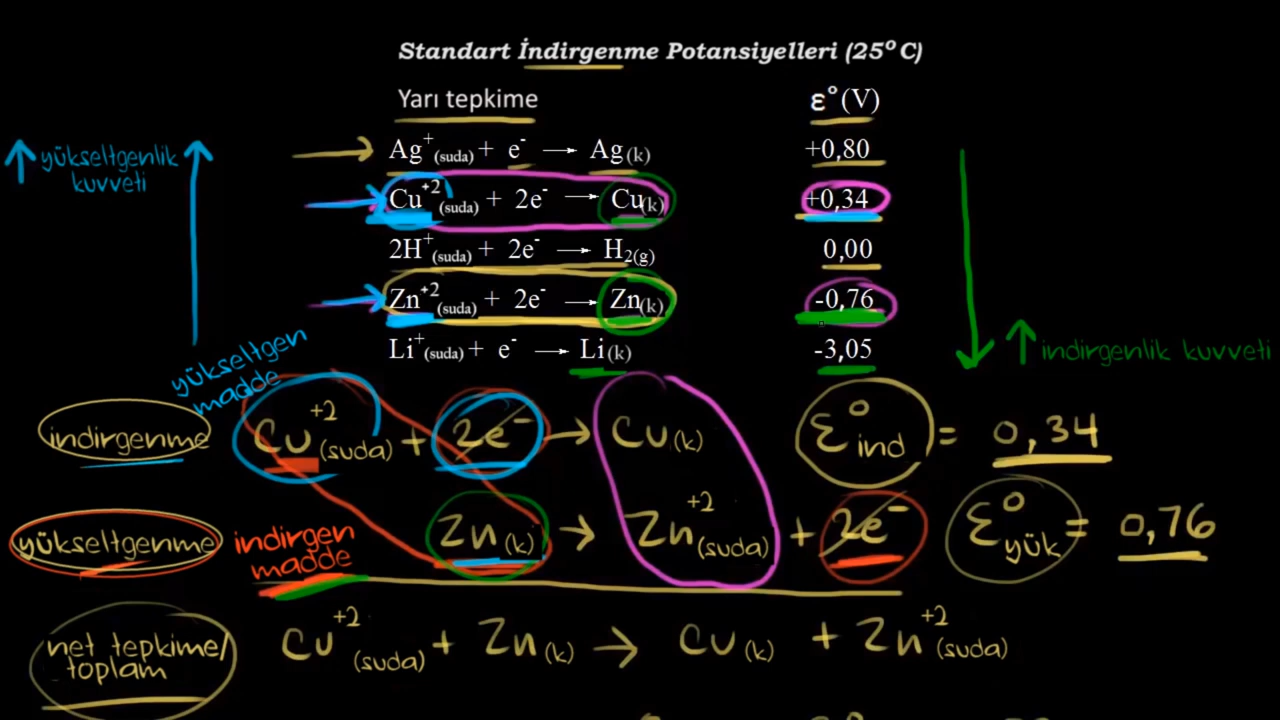 Standart İndirgenme Potansiyelleri (25°C)
Yarı tepkime ε°(V)
Ag⁺(suda) + e⁻ → Ag(k) +0,80
↑ yükseltgenlik kuvveti
Cu⁺²(suda) + 2e⁻ → Cu(k) +0,34
2H⁺(suda) + 2e⁻ → H₂(g) 0,00
Zn⁺²(suda) + 2e⁻ → Zn(k) -0,76
Li⁺(suda) + e⁻ → Li(k) -3,05
↑ indirgenlik kuvveti
yükseltgen madde
indirgenme Cu⁺²(suda) + 2e⁻ → Cu(k) ε°ind = 0,34
yükseltgenme indirgen madde Zn(k) → Zn⁺²(suda) + 2e⁻ ε°yük = 0,76
net tepkime/ toplam Cu⁺²(suda) + Zn(k) → Cu(k) + Zn⁺²(suda)